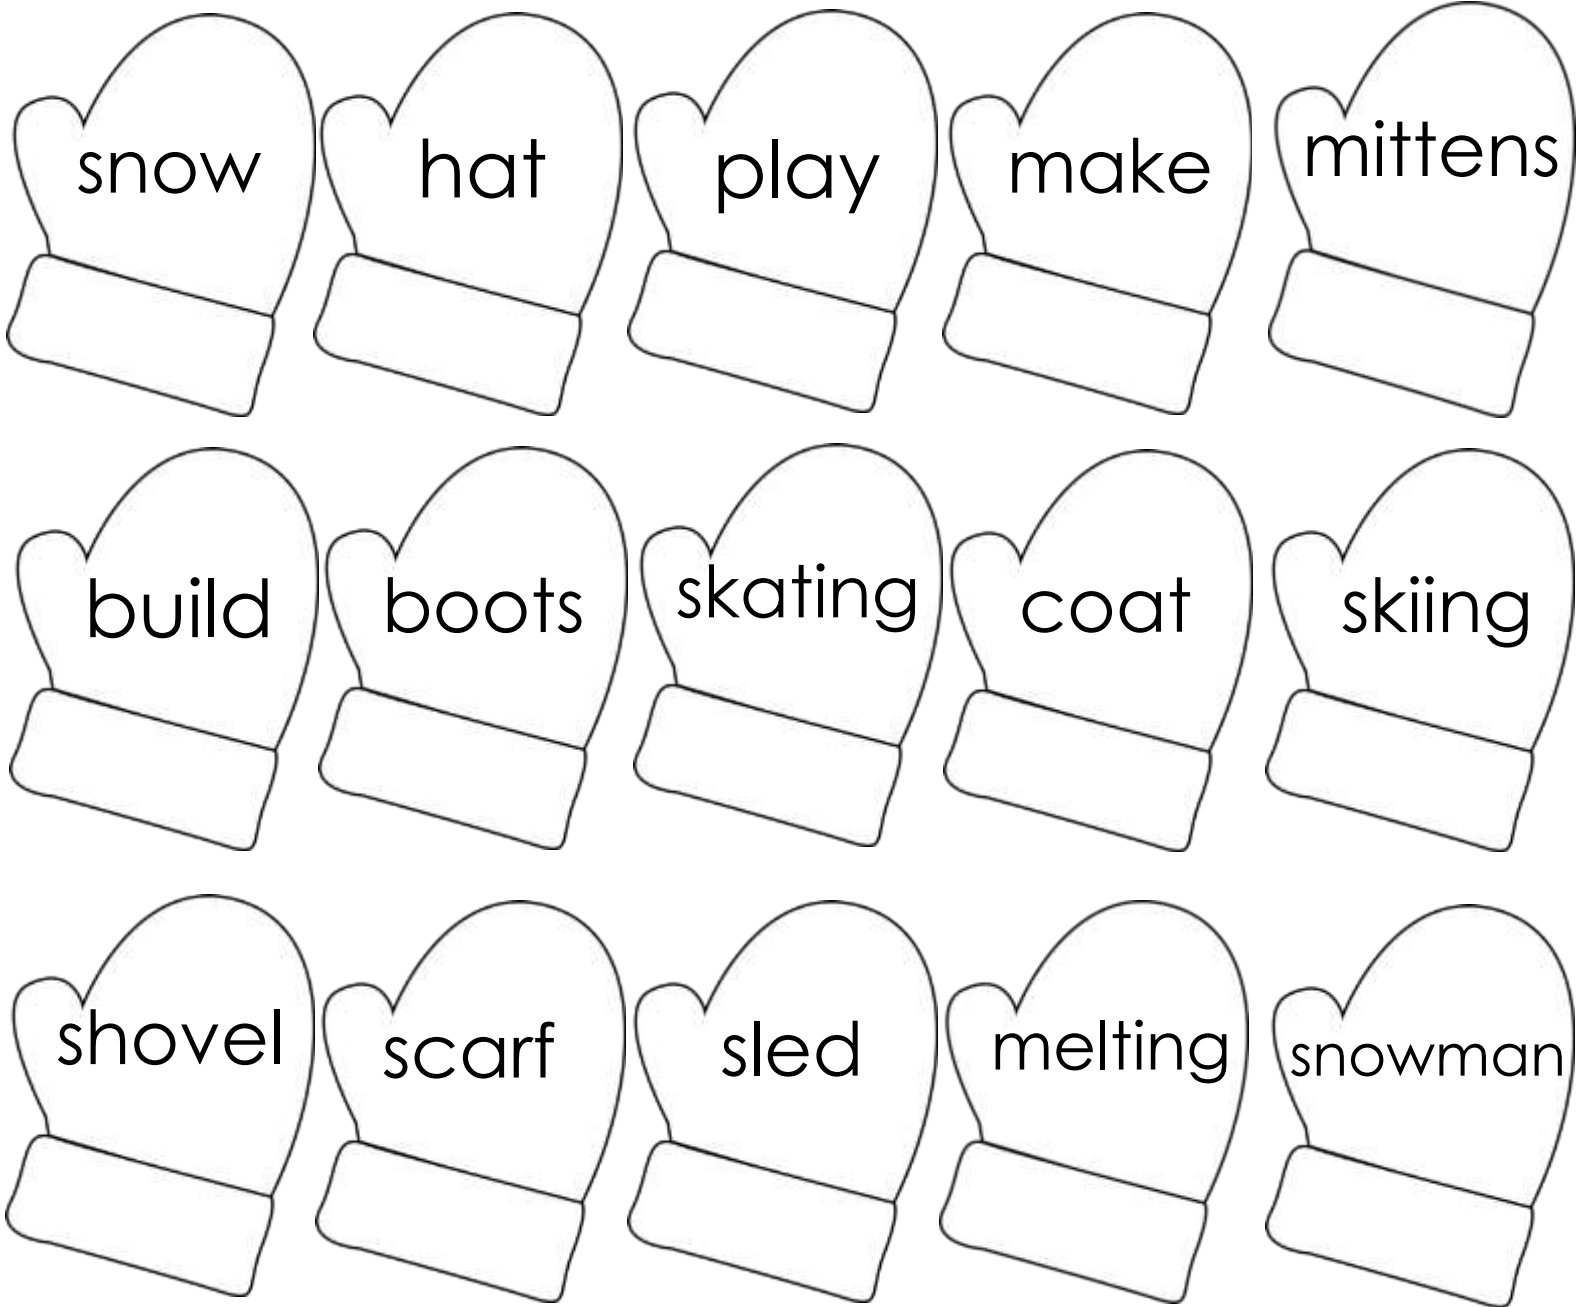 snow hat play make mittens
build boots skating coat skiing
shovel scarf sled melting snowman